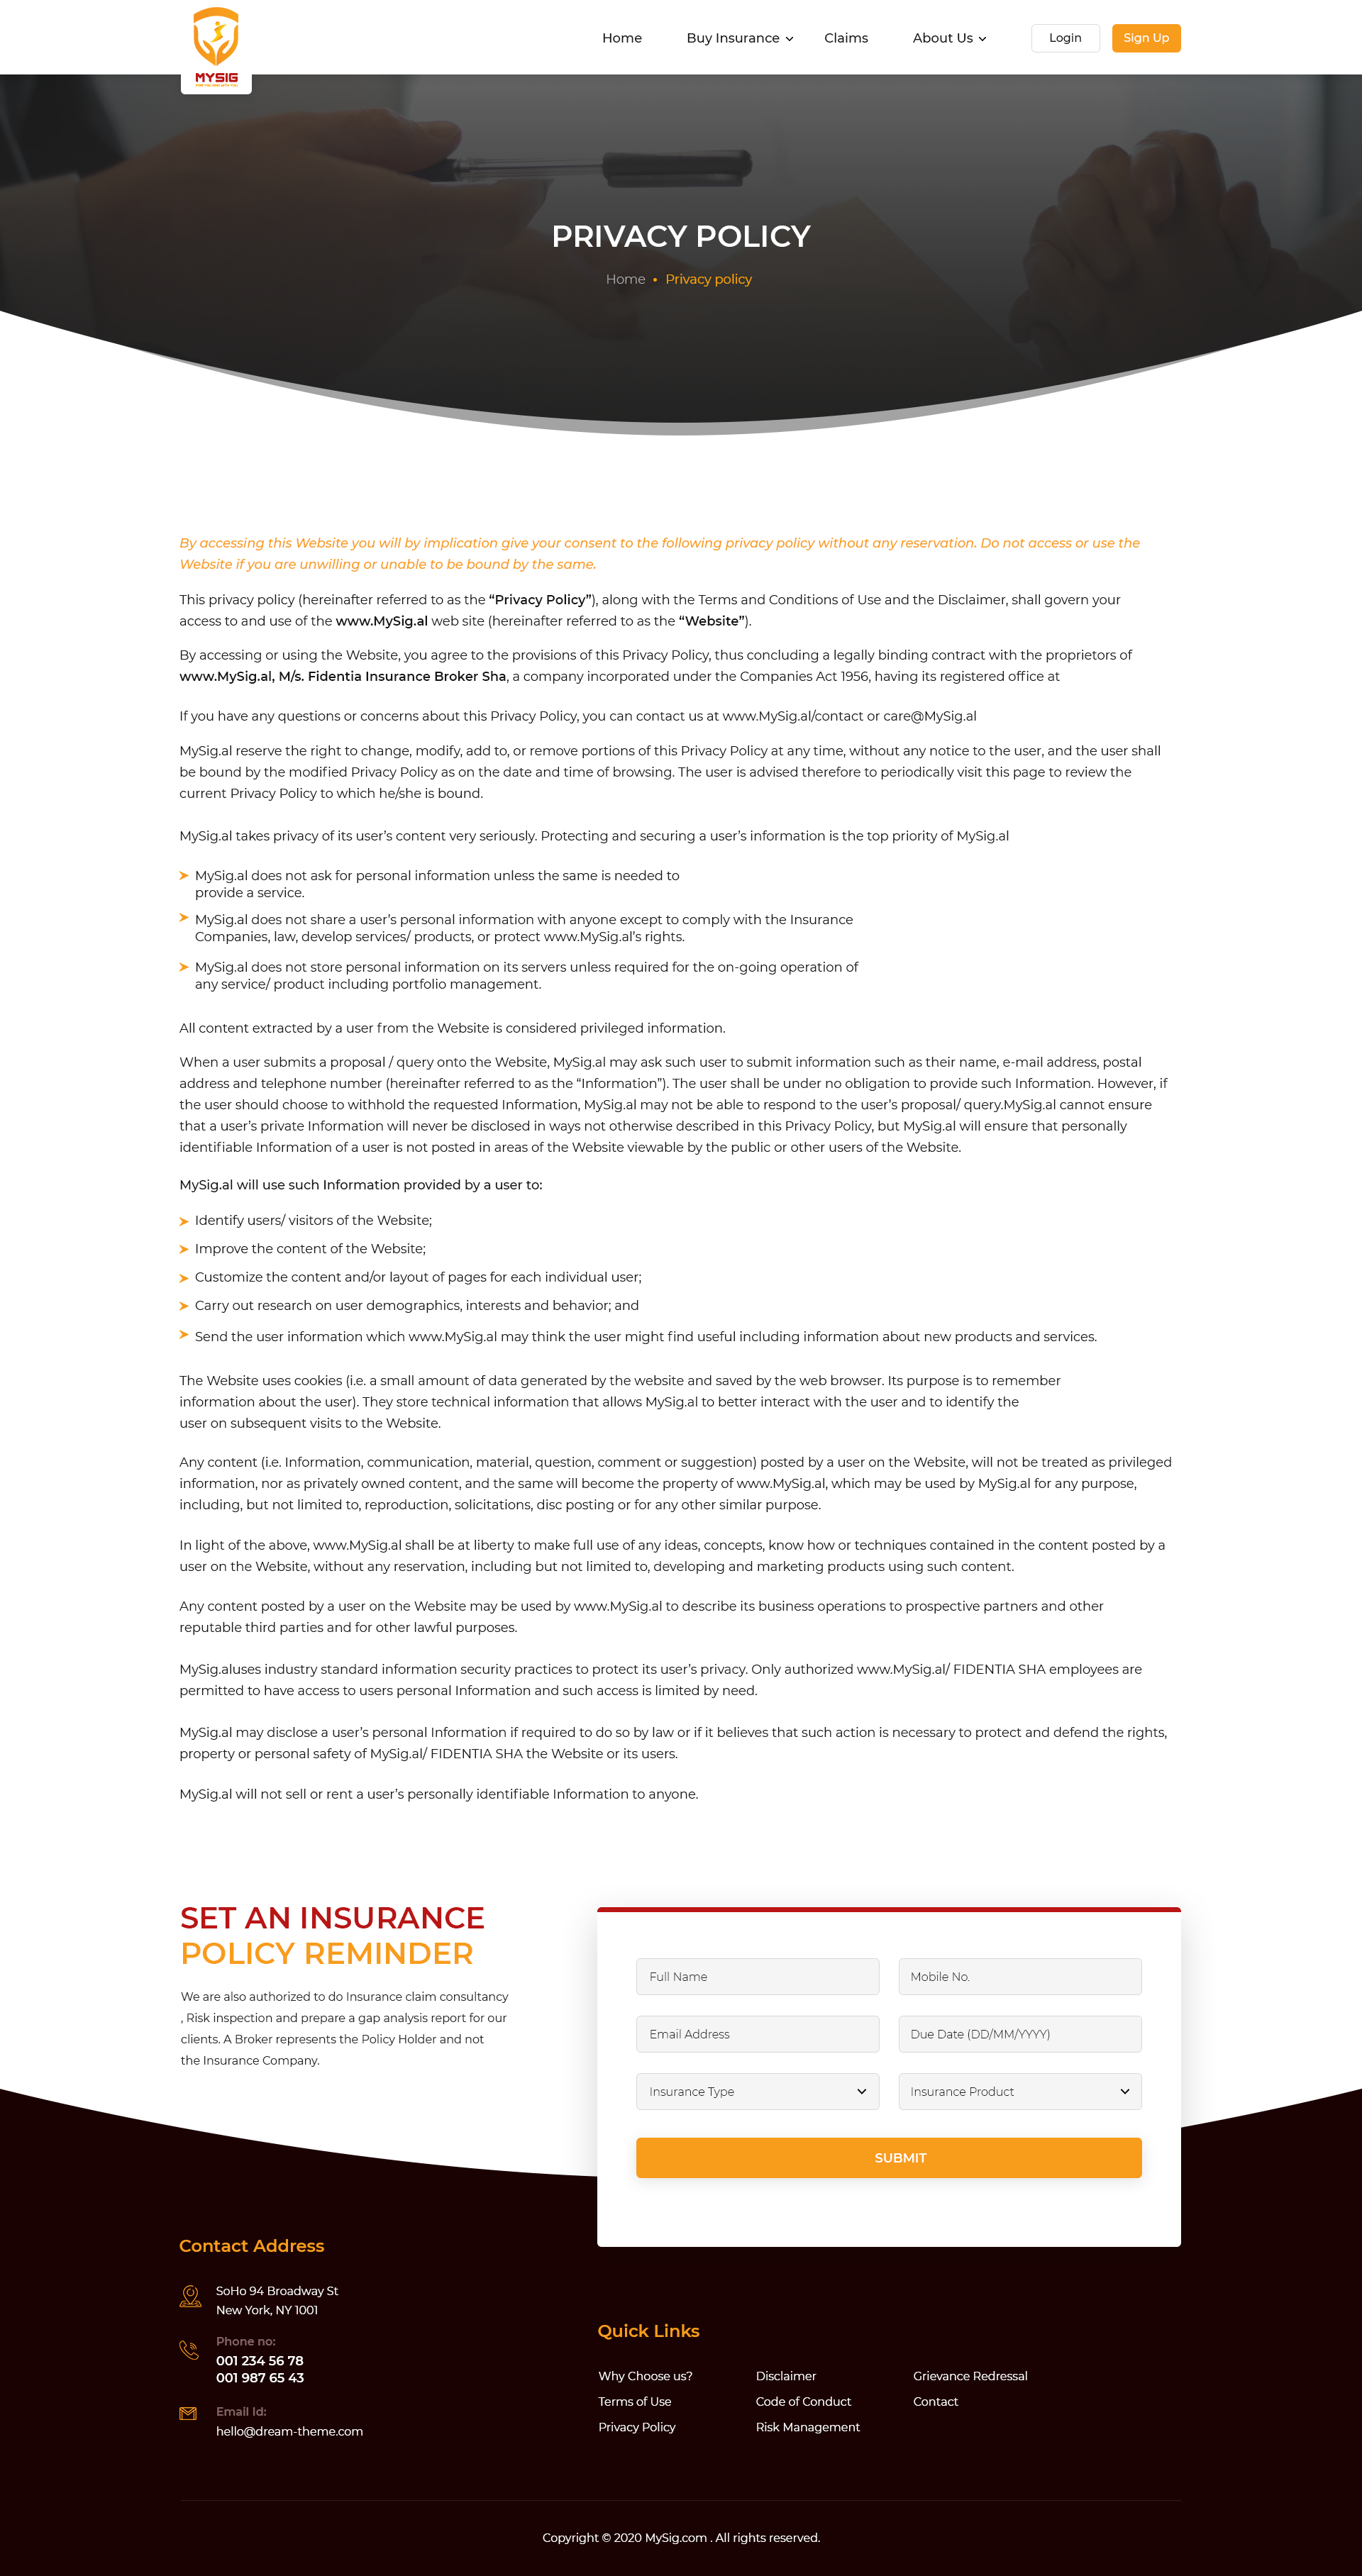 Home Buy Insurance Claims About Us Login Sign Up
MYSIG
PRIVACY POLICY
Home • Privacy policy
By accessing this Website you will by implication give your consent to the following privacy policy without any reservation. Do not access or use the
Website if you are unwilling or unable to be bound by the same.
This privacy policy (hereinafter referred to as the “Privacy Policy”), along with the Terms and Conditions of Use and the Disclaimer, shall govern your
access to and use of the www.MySig.al web site (hereinafter referred to as the “Website”).
By accessing or using the Website, you agree to the provisions of this Privacy Policy, thus concluding a legally binding contract with the proprietors of
www.MySig.al, M/s. Fidentia Insurance Broker Sha, a company incorporated under the Companies Act 1956, having its registered office at
If you have any questions or concerns about this Privacy Policy, you can contact us at www.MySig.al/contact or care@MySig.al
MySig.al reserve the right to change, modify, add to, or remove portions of this Privacy Policy at any time, without any notice to the user, and the user shall
be bound by the modified Privacy Policy as on the date and time of browsing. The user is advised therefore to periodically visit this page to review the
current Privacy Policy to which he/she is bound.
MySig.al takes privacy of its user’s content very seriously. Protecting and securing a user’s information is the top priority of MySig.al
MySig.al does not ask for personal information unless the same is needed to
provide a service.
MySig.al does not share a user’s personal information with anyone except to comply with the Insurance
Companies, law, develop services/ products, or protect www.MySig.al’s rights.
MySig.al does not store personal information on its servers unless required for the on-going operation of
any service/ product including portfolio management.
All content extracted by a user from the Website is considered privileged information.
When a user submits a proposal / query onto the Website, MySig.al may ask such user to submit information such as their name, e-mail address, postal
address and telephone number (hereinafter referred to as the “Information”). The user shall be under no obligation to provide such Information. However, if
the user should choose to withhold the requested Information, MySig.al may not be able to respond to the user’s proposal/ query.MySig.al cannot ensure
that a user’s private Information will never be disclosed in ways not otherwise described in this Privacy Policy, but MySig.al will ensure that personally
identifiable Information of a user is not posted in areas of the Website viewable by the public or other users of the Website.
MySig.al will use such Information provided by a user to:
Identify users/ visitors of the Website;
Improve the content of the Website;
Customize the content and/or layout of pages for each individual user;
Carry out research on user demographics, interests and behavior; and
Send the user information which www.MySig.al may think the user might find useful including information about new products and services.
The Website uses cookies (i.e. a small amount of data generated by the website and saved by the web browser. Its purpose is to remember
information about the user). They store technical information that allows MySig.al to better interact with the user and to identify the
user on subsequent visits to the Website.
Any content (i.e. Information, communication, material, question, comment or suggestion) posted by a user on the Website, will not be treated as privileged
information, nor as privately owned content, and the same will become the property of www.MySig.al, which may be used by MySig.al for any purpose,
including, but not limited to, reproduction, solicitations, disc posting or for any other similar purpose.
In light of the above, www.MySig.al shall be at liberty to make full use of any ideas, concepts, know how or techniques contained in the content posted by a
user on the Website, without any reservation, including but not limited to, developing and marketing products using such content.
Any content posted by a user on the Website may be used by www.MySig.al to describe its business operations to prospective partners and other
reputable third parties and for other lawful purposes.
MySig.aluses industry standard information security practices to protect its user’s privacy. Only authorized www.MySig.al/ FIDENTIA SHA employees are
permitted to have access to users personal Information and such access is limited by need.
MySig.al may disclose a user’s personal Information if required to do so by law or if it believes that such action is necessary to protect and defend the rights,
property or personal safety of MySig.al/ FIDENTIA SHA the Website or its users.
MySig.al will not sell or rent a user’s personally identifiable Information to anyone.
SET AN INSURANCE
POLICY REMINDER
We are also authorized to do Insurance claim consultancy
, Risk inspection and prepare a gap analysis report for our
clients. A Broker represents the Policy Holder and not
the Insurance Company.
Full Name Mobile No.
Email Address Due Date (DD/MM/YYYY)
Insurance Type Insurance Product
SUBMIT
Contact Address
SoHo 94 Broadway St
New York, NY 1001
Phone no:
001 234 56 78
001 987 65 43
Email Id:
hello@dream-theme.com
Quick Links
Why Choose us? Disclaimer Grievance Redressal
Terms of Use Code of Conduct Contact
Privacy Policy Risk Management
Copyright © 2020 MySig.com . All rights reserved.